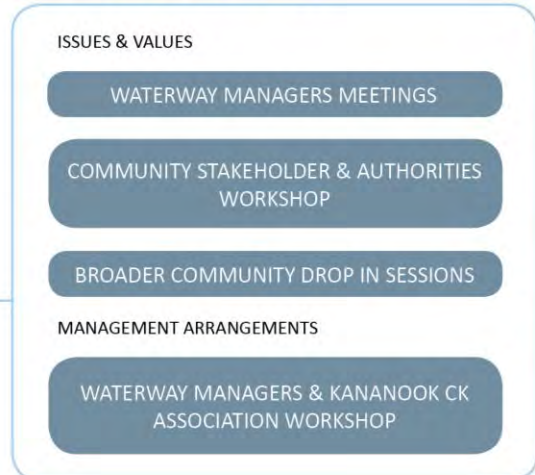 ISSUES & VALUES
WATERWAY MANAGERS MEETINGS
COMMUNITY STAKEHOLDER & AUTHORITIES
WORKSHOP
BROADER COMMUNITY DROP IN SESSIONS
MANAGEMENT ARRANGEMENTS
WATERWAY MANAGERS & KANANOOK CK
ASSOCIATION WORKSHOP